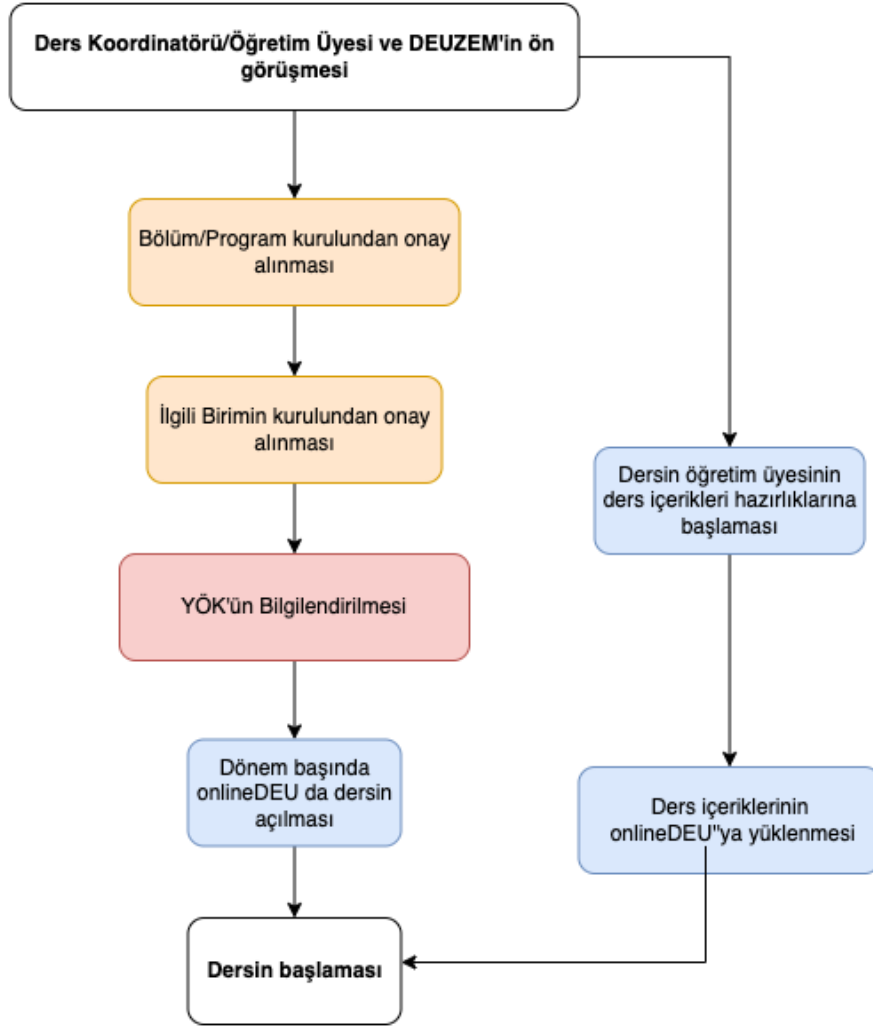 Ders Koordinatörü/Öğretim Üyesi ve DEUZEM'in ön
görüşmesi
Bölüm/Program kurulundan onay
alınması
İlgili Birimin kurulundan onay
alınması
YÖK'ün Bilgilendirilmesi
Dönem başında
onlineDEU da dersin
açılması
Dersin öğretim üyesinin
ders içerikleri hazırlıklarına
başlaması
Ders içeriklerinin
onlineDEU"ya yüklenmesi
Dersin başlaması